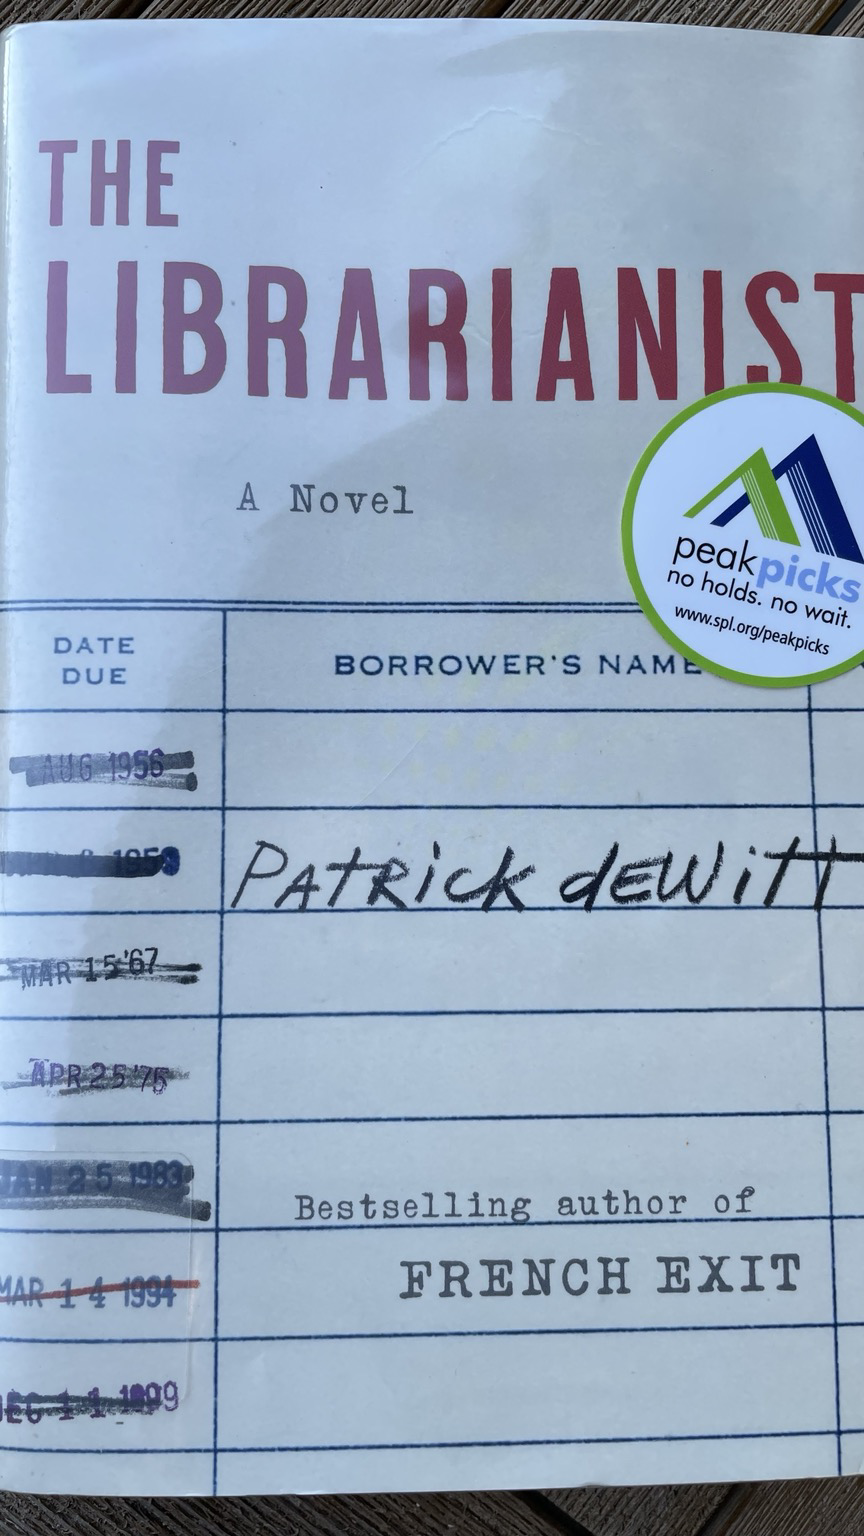 THE
LIBRARIANIST
A Novel
peakpicks
no holds. no wait.
www.spl.org/peakpicks
DATE
DUE
BORROWER'S NAME
AUG 1956
1959
PATRICK DEWITT
MAR 15 '67
APR 25 '75
JAN 25 1983
Bestselling author of
FRENCH EXIT
MAR 14 1994
DEC 11 1999